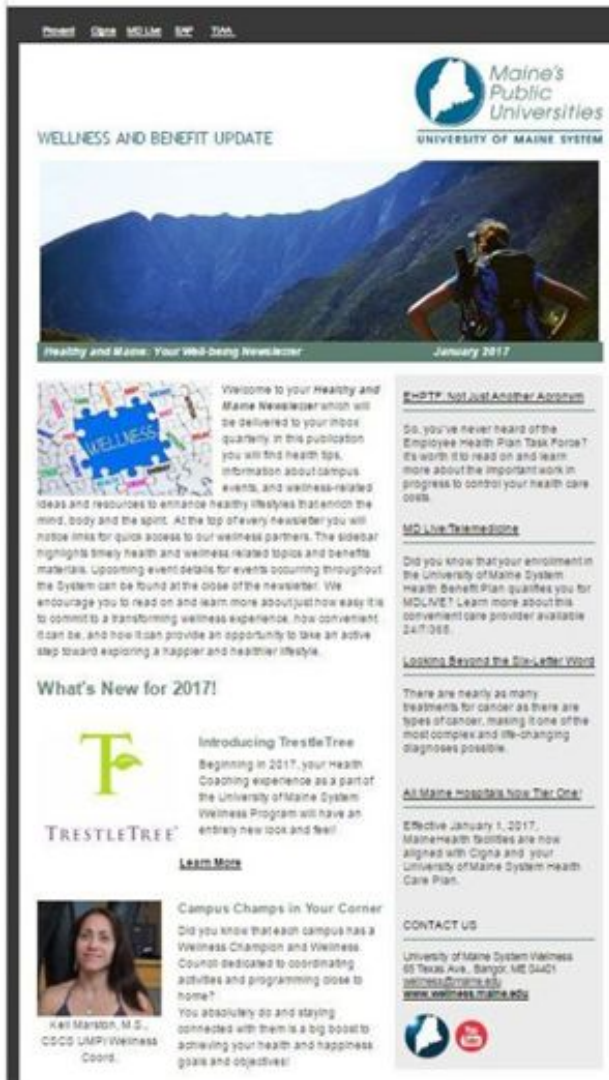 Cigna MD Live EAP TIAA
Maine's
Public
Universities
UNIVERSITY OF MAINE SYSTEM
WELLNESS AND BENEFIT UPDATE
Healthy and Maine: Your Well-being Newsletter January 2017
WELLNESS
Welcome to your Healthy and
Maine Newsletter which will
be delivered to your inbox
quarterly. In this publication
you will find health tips,
information about campus
events, and wellness-related
ideas and resources to enhance healthy lifestyles that enrich the
mind, body and the spirit. At the top of every newsletter you will
notice links for quick access to our wellness partners. The sidebar
highlights timely health and wellness related topics and benefits
materials. Upcoming event details for events occurring throughout
the System can be found at the close of the newsletter. We
encourage you to read on and learn more about just how easy it is
to commit to a transforming wellness experience, how convenient
it can be, and how it can provide an opportunity to take an active
step toward exploring a happier and healthier lifestyle.
What's New for 2017!
TRESTLETREE
Introducing TrestleTree
Beginning in 2017, your Health
Coaching experience as a part of
the University of Maine System
Wellness Program will have an
entirely new look and feel!
Learn More
Keli Marston, M.S.,
CSCS UMPI Wellness
Coord.
Campus Champs in Your Corner
Did you know that each campus has a
Wellness Champion and Wellness
Council dedicated to coordinating
activities and programming close to
home?
You absolutely do and staying
connected with them is a big boost to
achieving your health and happiness
goals and objectives!
EHPTF: Not Just Another Acronym
So, you've never heard of the
Employee Health Plan Task Force?
It's worth it to read on and learn
more about the important work in
progress to control your health care
costs.
MD Live/Telemedicine
Did you know that your enrollment in
the University of Maine System
Health Benefit Plan qualifies you for
MDLIVE? Learn more about this
convenient care provider available
24/7/365.
Looking Beyond the Six-Letter Word
There are nearly as many
treatments for cancer as there are
types of cancer, making it one of the
most complex and life-changing
diagnoses possible.
All Maine Hospitals Now Tier One!
Effective January 1, 2017,
MaineHealth facilities are now
aligned with Cigna and your
University of Maine System Health
Care Plan.
CONTACT US
University of Maine System Wellness
65 Texas Ave., Bangor, ME 04401
wellness@maine.edu
www.wellness.maine.edu
You
Tube